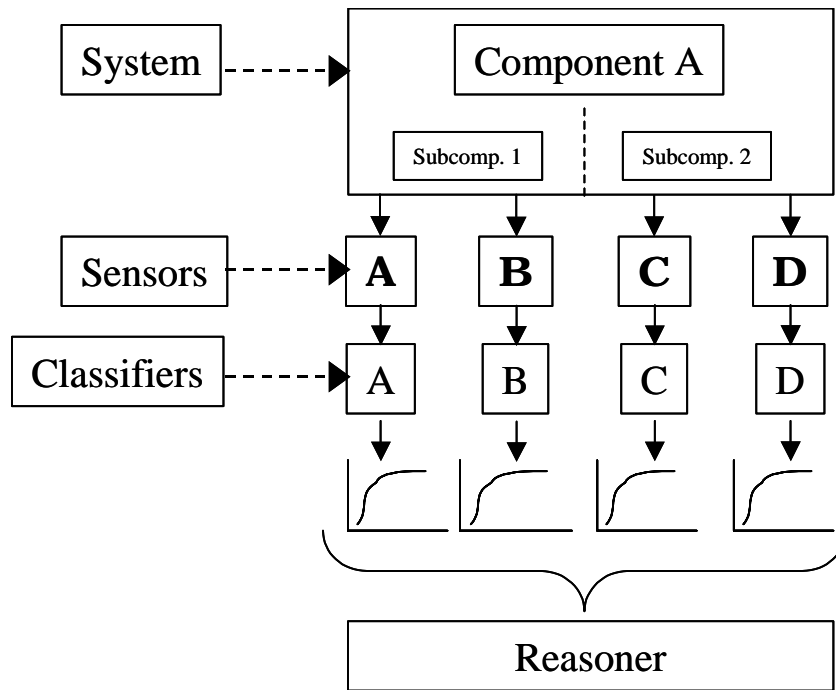 System
Component A
Subcomp. 1
Subcomp. 2
Sensors
A
B
C
D
Classifiers
A
B
C
D
Reasoner